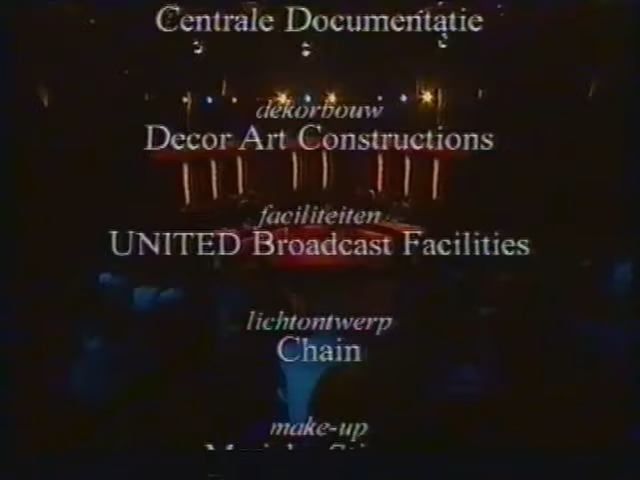 Centrale Documentatie
dekorbouw
Decor Art Constructions
faciliteiten
UNITED Broadcast Facilities
lichtontwerp
Chain
make-up